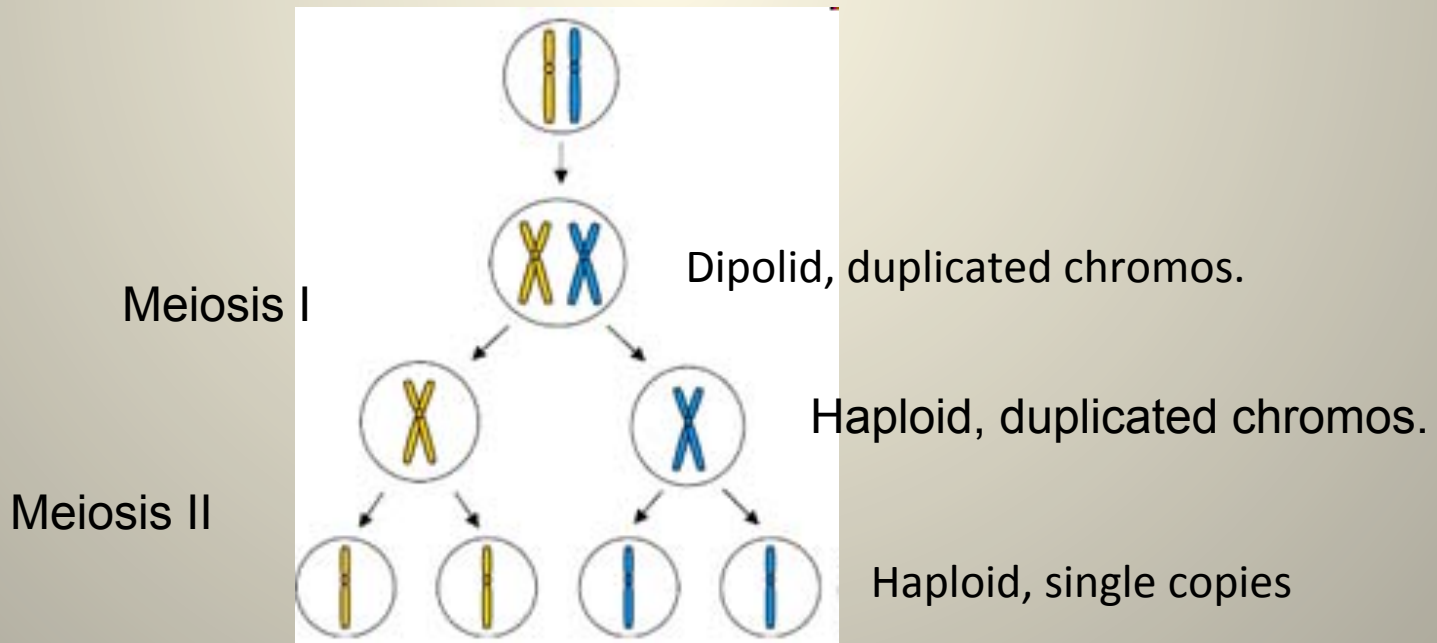 Dipolid, duplicated chromos.
Meiosis I
Haploid, duplicated chromos.
Meiosis II
Haploid, single copies